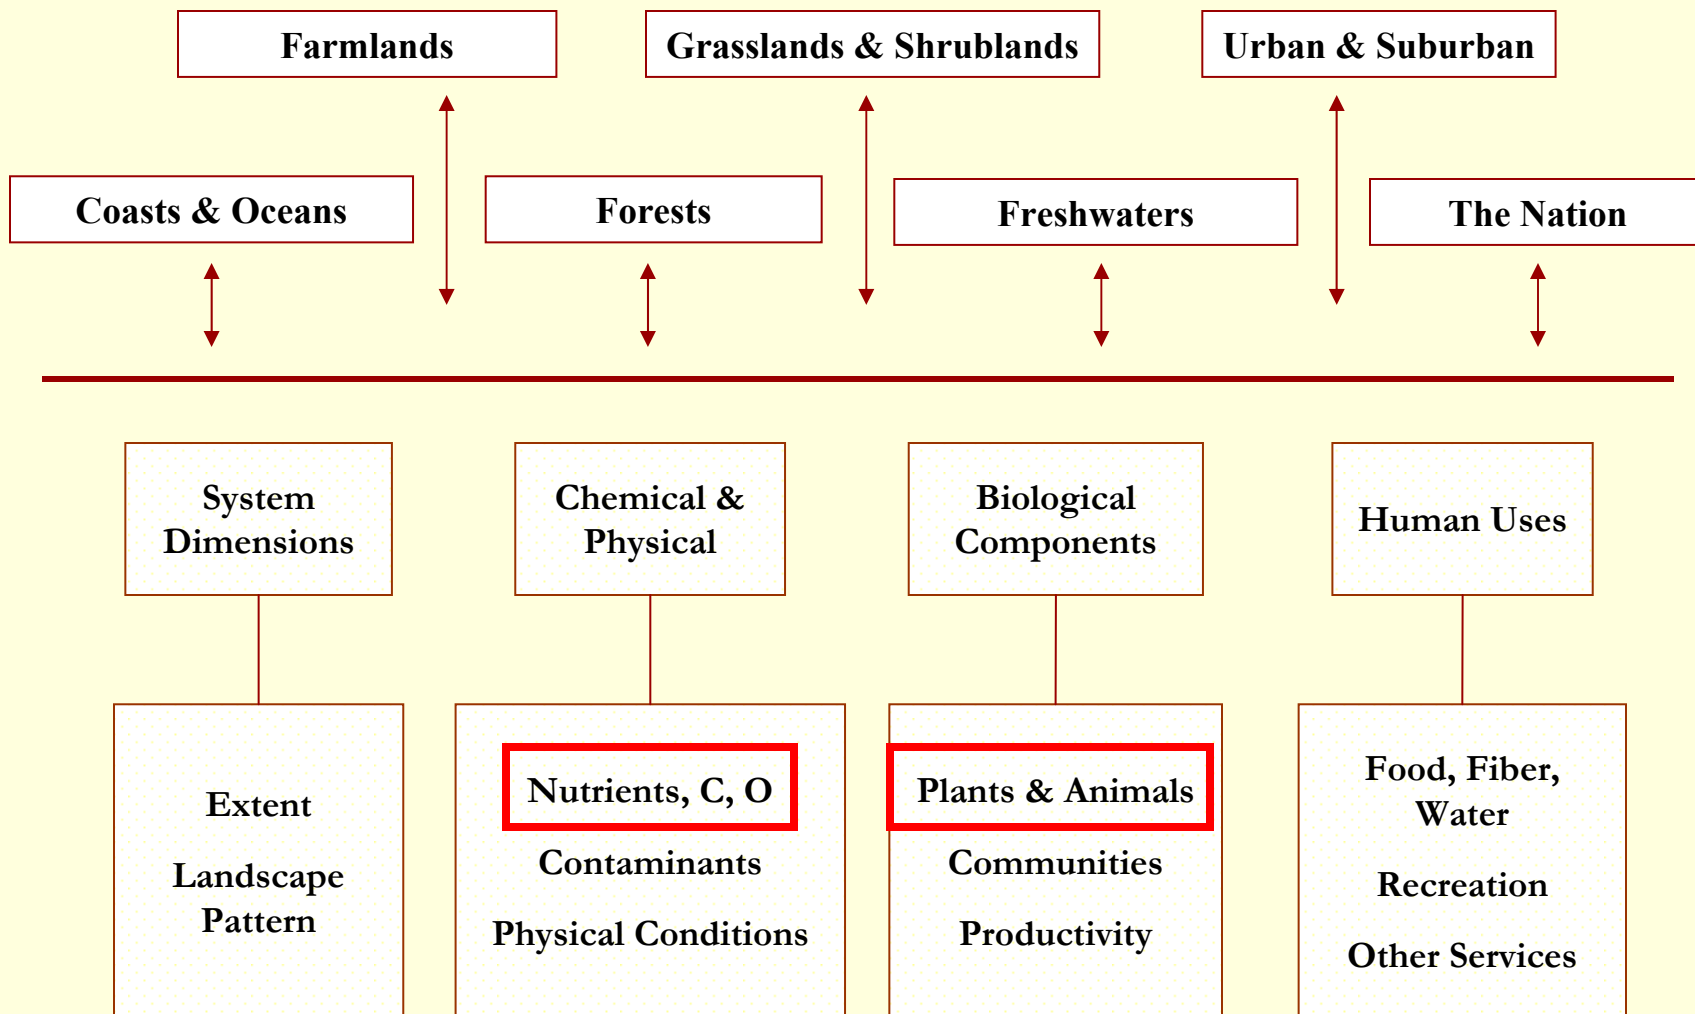 Farmlands
Grasslands & Shrublands
Urban & Suburban
Coasts & Oceans
Forests
Freshwaters
The Nation
System
Dimensions
Chemical &
Physical
Biological
Components
Human Uses
Extent
Landscape
Pattern
Nutrients, C, O
Contaminants
Physical Conditions
Plants & Animals
Communities
Productivity
Food, Fiber,
Water
Recreation
Other Services